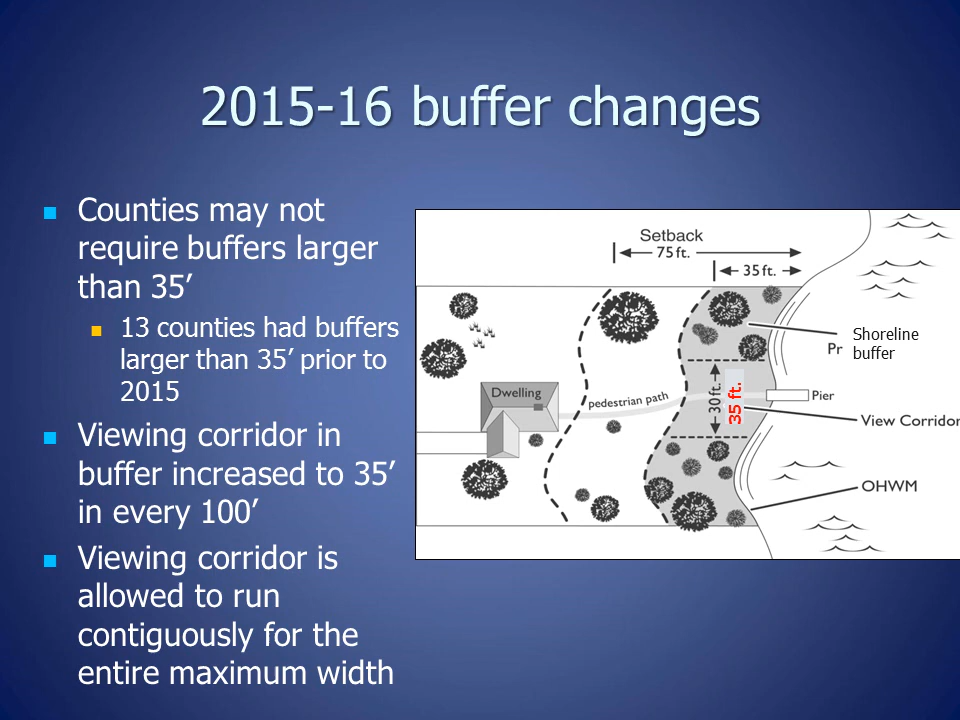 2015-16 buffer changes
Counties may not
require buffers larger
than 35’
13 counties had buffers
larger than 35’ prior to
2015
Viewing corridor in
buffer increased to 35’
in every 100’
Viewing corridor is
allowed to run
contiguously for the
entire maximum width
Setback
75 ft.
35 ft.
Shoreline
buffer
Pr
Dwelling
pedestrian path
30 ft.
35 ft.
Pier
View Corridor
OHWM